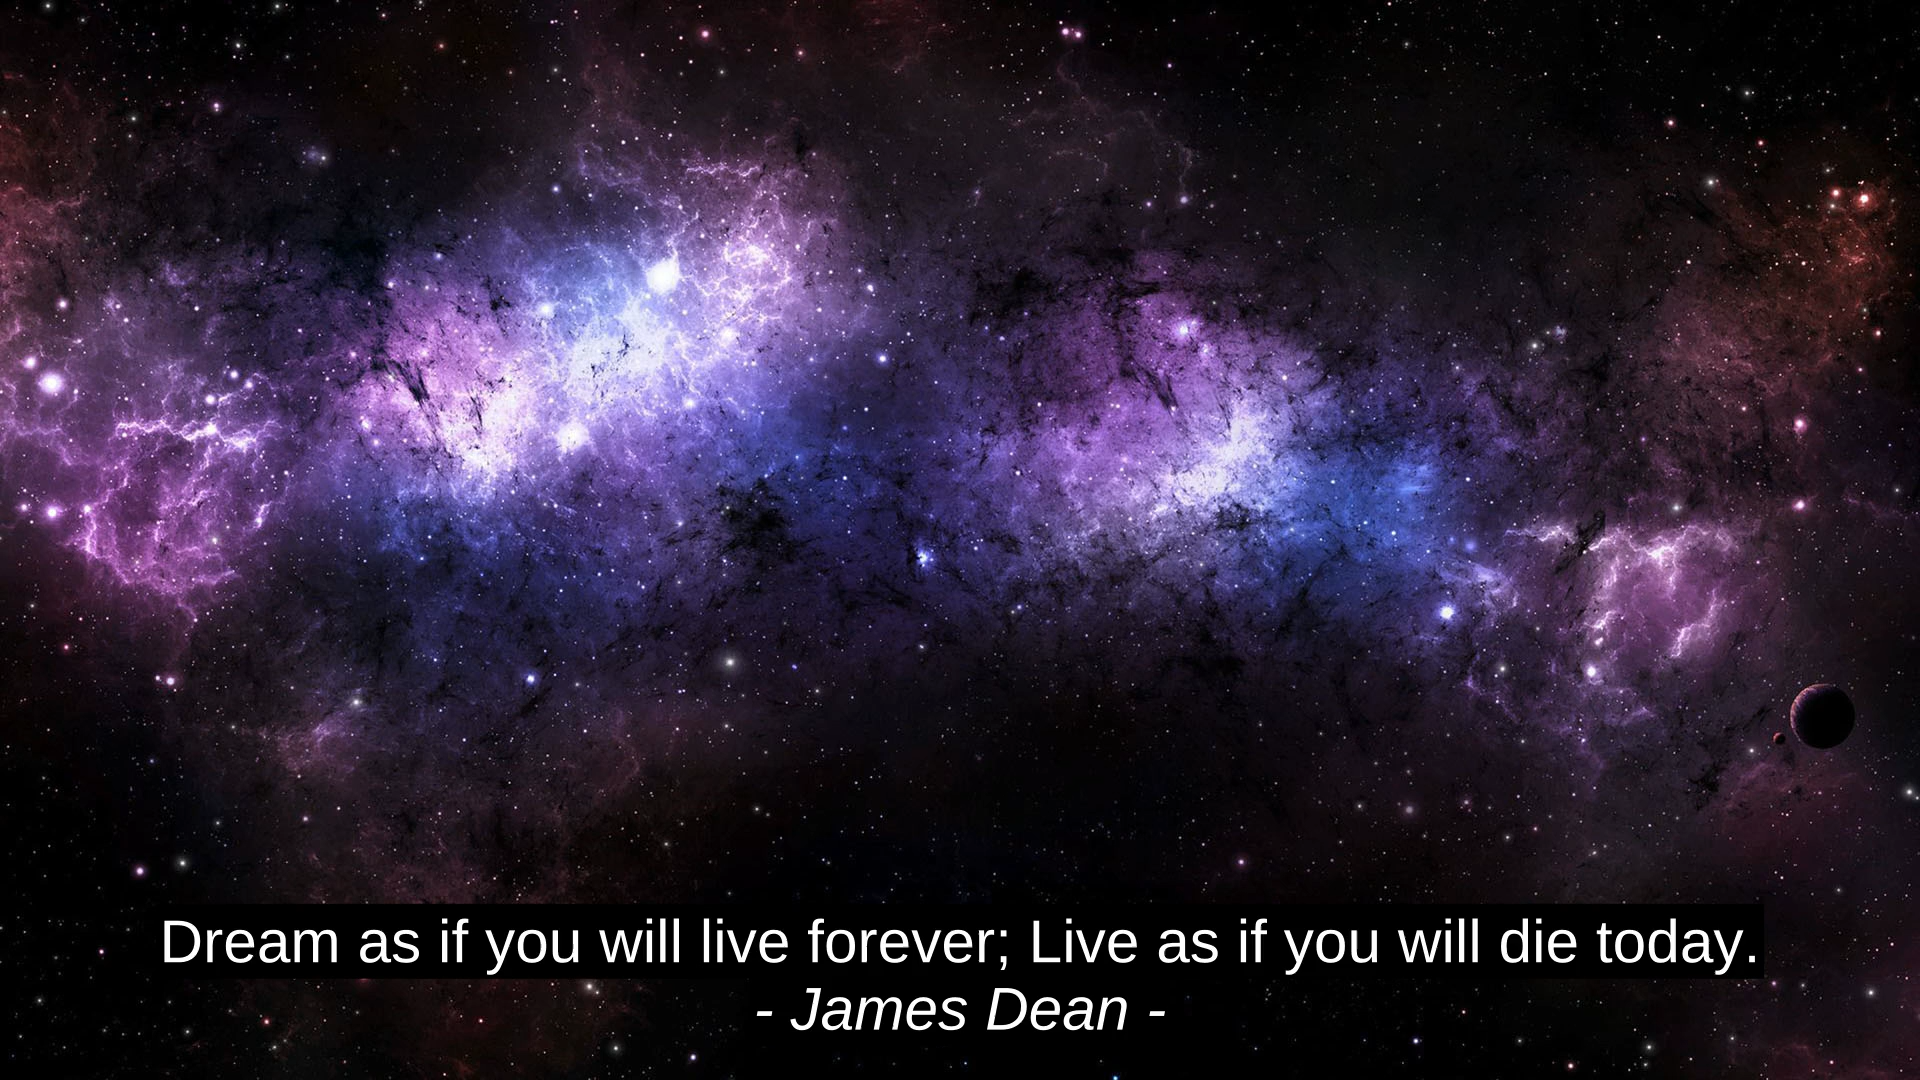 Dream as if you will live forever; Live as if you will die today.
- James Dean -